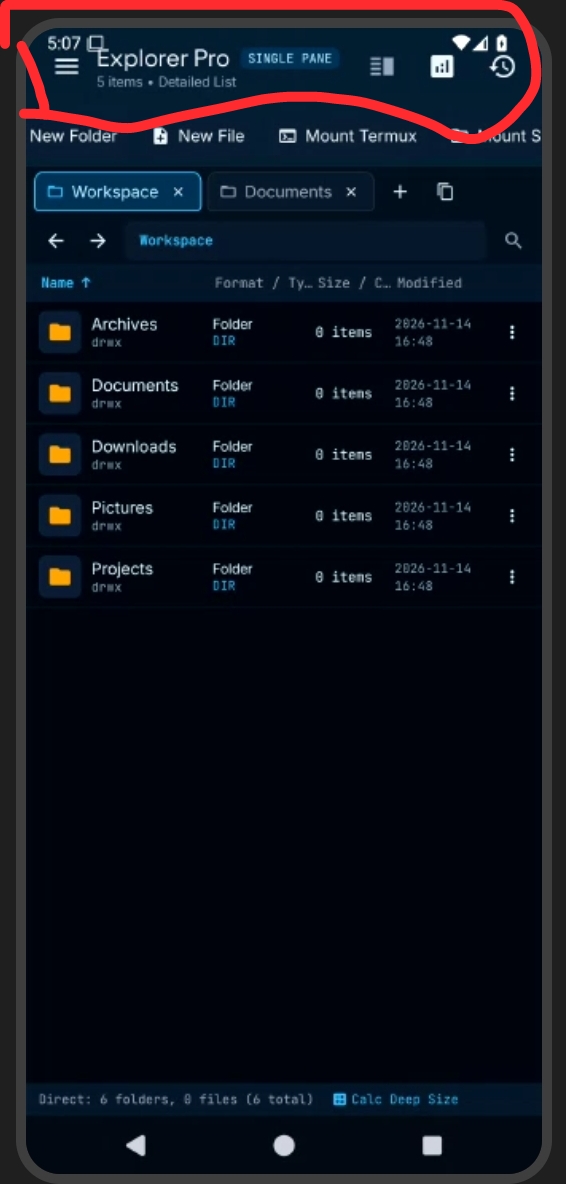 5:07
Explorer Pro SINGLE PANE
5 items • Detailed List
New Folder New File Mount Termux Mount S
Workspace × Documents × +
← → Workspace
Name ↑ Format / Ty… Size / C… Modified
Archives Folder 0 items 2026-11-14
drwx DIR 16:48
Documents Folder 0 items 2026-11-14
drwx DIR 16:48
Downloads Folder 0 items 2026-11-14
drwx DIR 16:48
Pictures Folder 0 items 2026-11-14
drwx DIR 16:48
Projects Folder 0 items 2026-11-14
drwx DIR 16:48
Direct: 6 folders, 0 files (6 total) Calc Deep Size